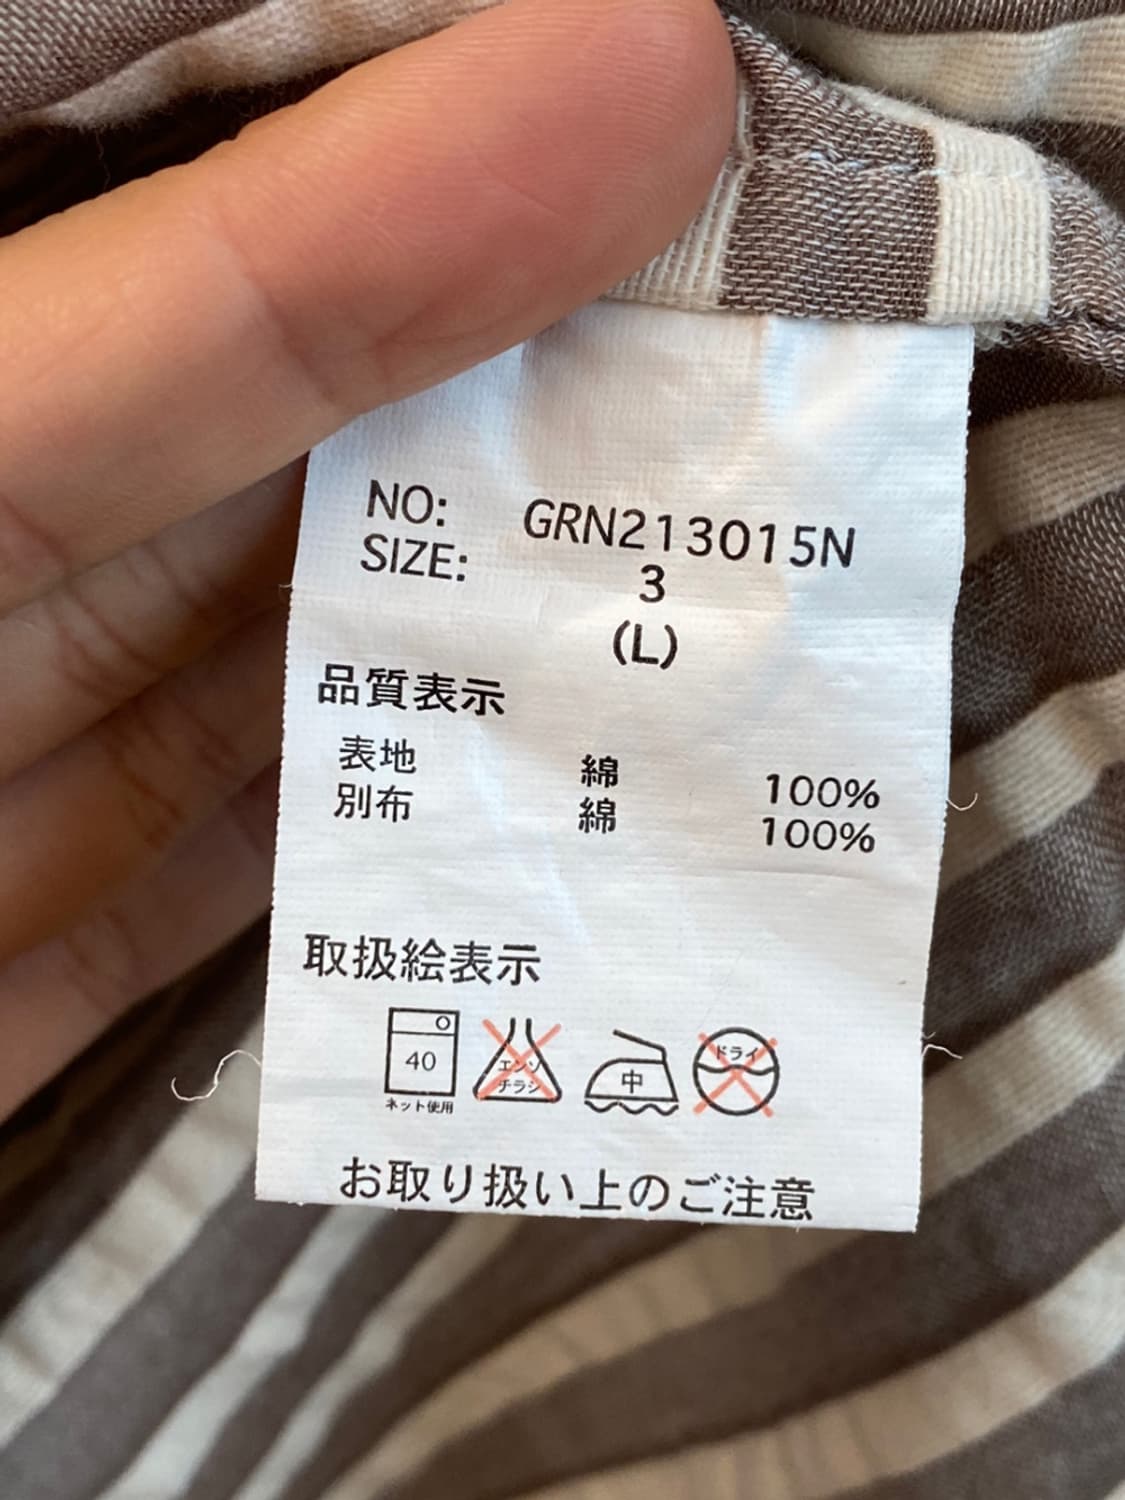 NO: GRN213015N
SIZE: 3
(L)
品質表示
表地 綿 100%
別布 綿 100%
取扱絵表示
40
ネット使用
エンソ
チラシ
中
ドライ
お取り扱い上のご注意